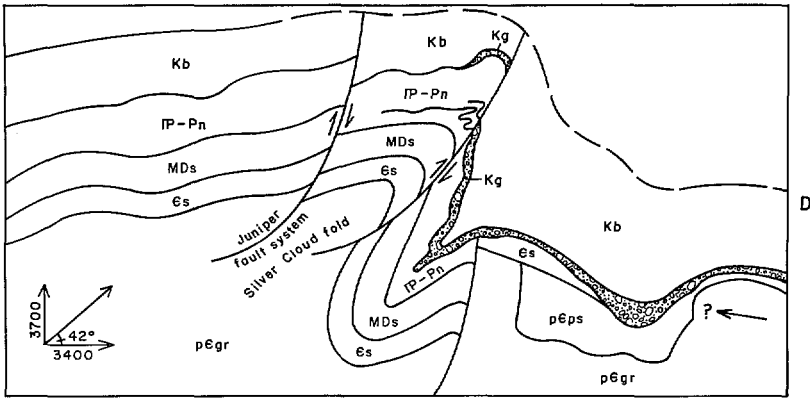 Kb
Kb
Kg
ⅠP-Pn
ⅠP-Pn
MDs
MDs
Єs
Єs
Kg
Kb
D
Juniper
fault system
Silver Cloud fold
ⅠP-Pn
Єs
MDs
Єs
pЄps
?
pЄgr
pЄgr
3700
42°
3400